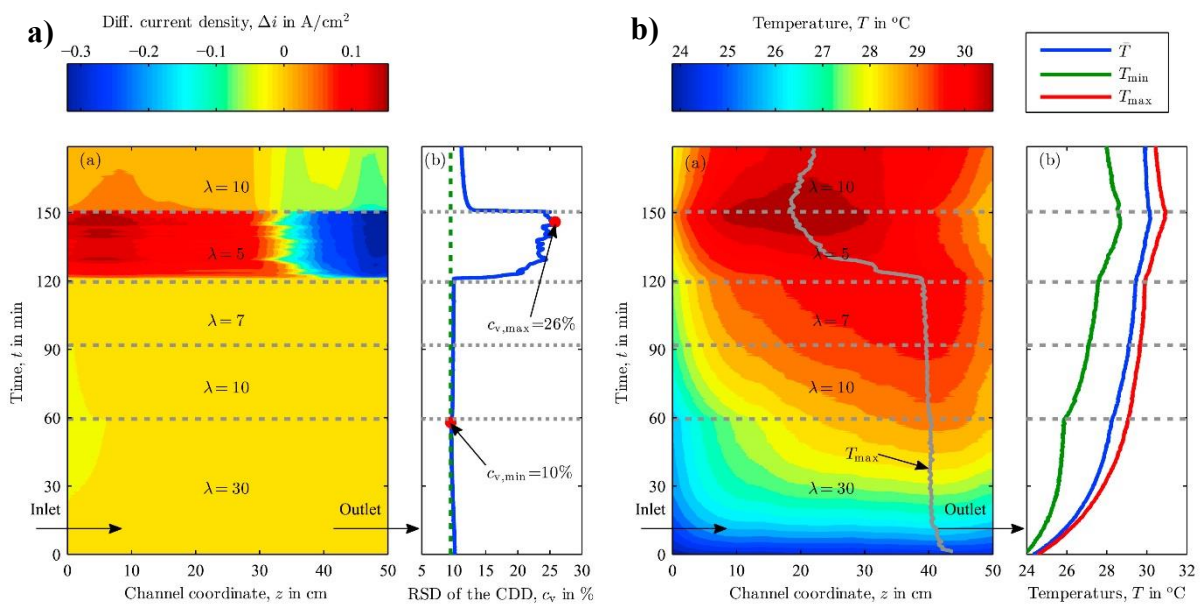 a)
Diff. current density, Δi in A/cm²
−0.3 −0.2 −0.1 0 0.1
(a)
λ = 10
λ = 5
λ = 7
λ = 10
λ = 30
Inlet
Outlet
Time, t in min
0 30 60 90 120 150
0 10 20 30 40 50
Channel coordinate, z in cm
(b)
c_v,max=26%
c_v,min=10%
5 10 15 20 25 30
RSD of the CDD, c_v in %
b)
Temperature, T in °C
24 25 26 27 28 29 30
T̄
T_min
T_max
(a)
λ = 10
λ = 5
λ = 7
λ = 10
T_max
λ = 30
Inlet
Outlet
Time, t in min
0 30 60 90 120 150
0 10 20 30 40 50
Channel coordinate, z in cm
(b)
24 26 28 30 32
Temperaturs, T in °C